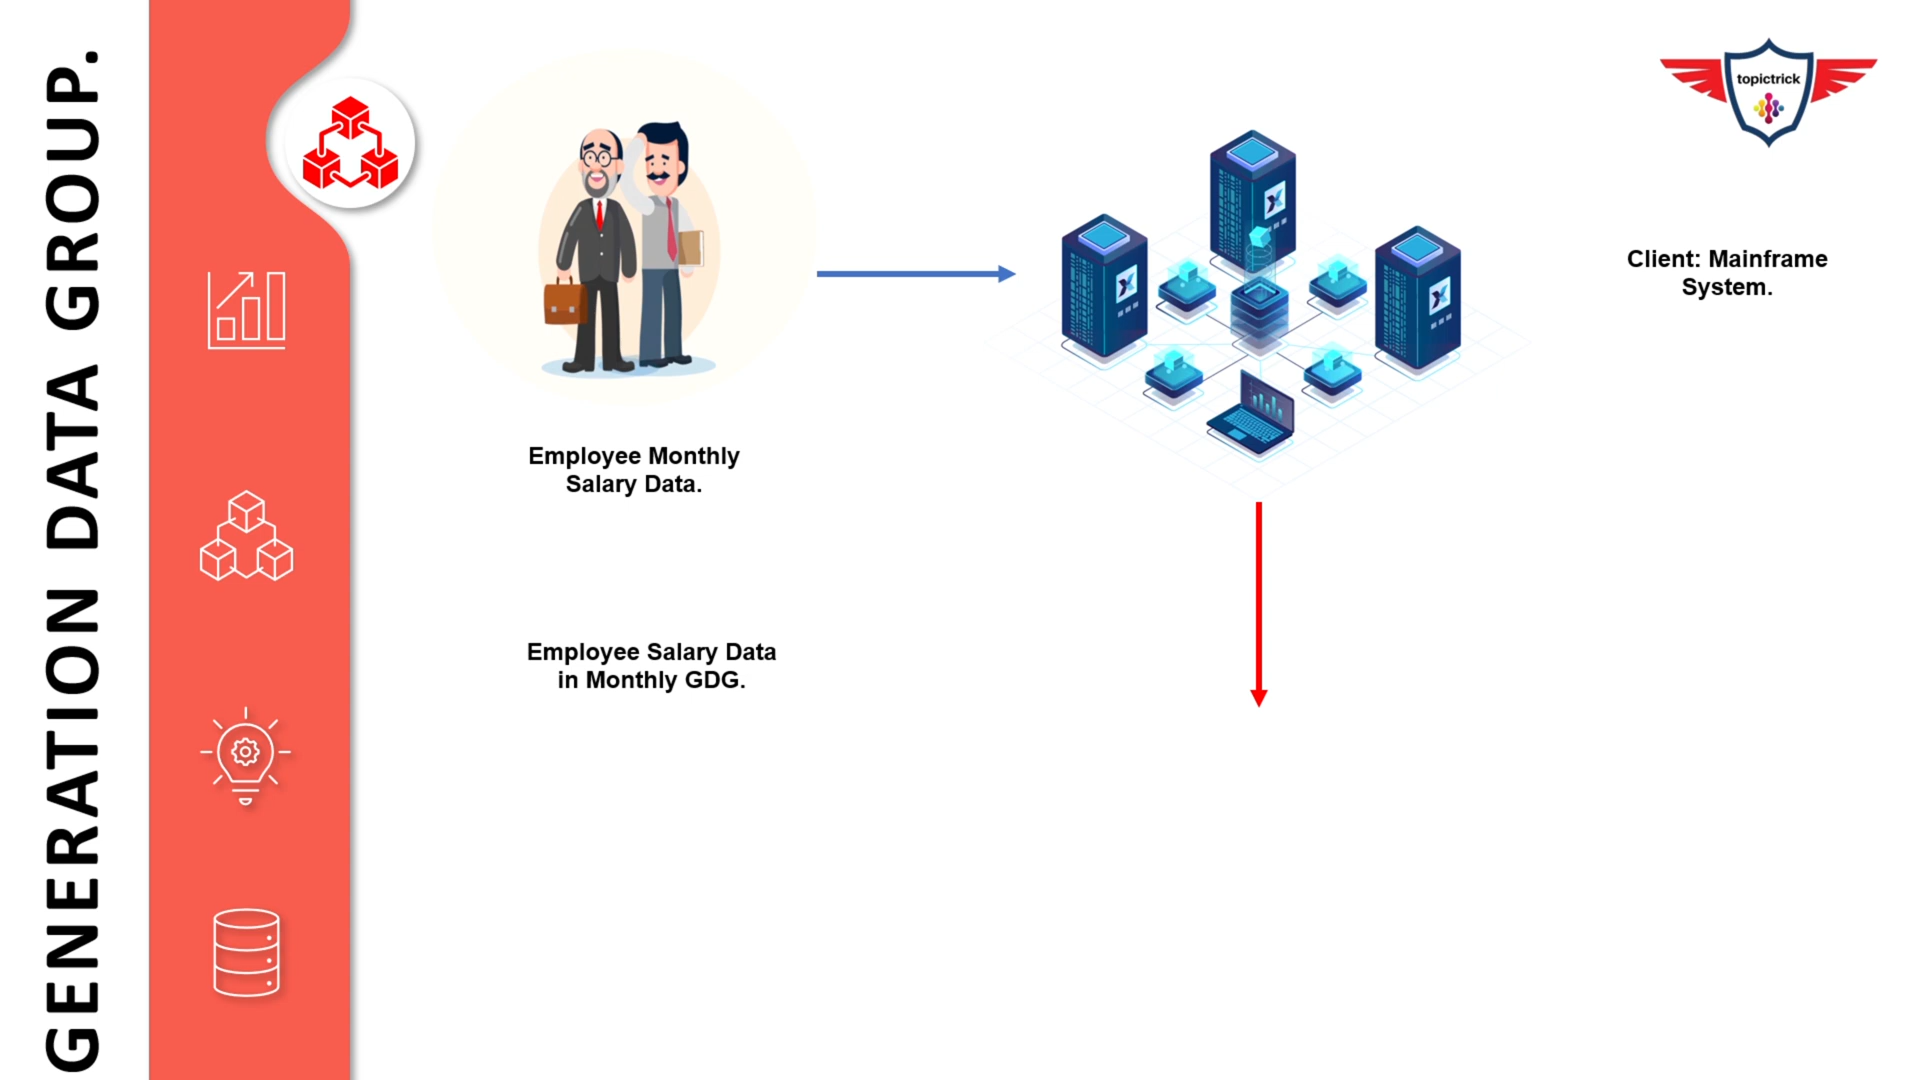 GENERATION DATA GROUP.
topictrick
Client: Mainframe
System.
Employee Monthly
Salary Data.
Employee Salary Data
in Monthly GDG.